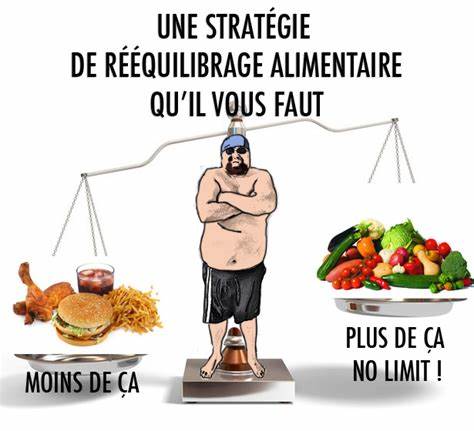 UNE STRATÉGIE
DE RÉÉQUILIBRAGE ALIMENTAIRE
QU'IL VOUS FAUT
MOINS DE ÇA
PLUS DE ÇA
NO LIMIT !